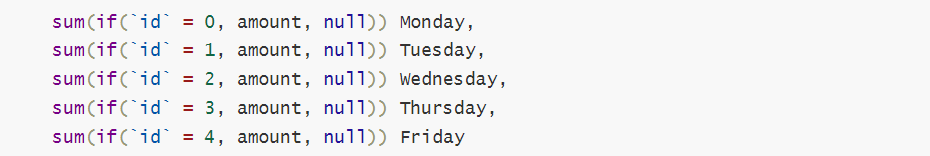 sum(if(`id` = 0, amount, null)) Monday,
sum(if(`id` = 1, amount, null)) Tuesday,
sum(if(`id` = 2, amount, null)) Wednesday,
sum(if(`id` = 3, amount, null)) Thursday,
sum(if(`id` = 4, amount, null)) Friday